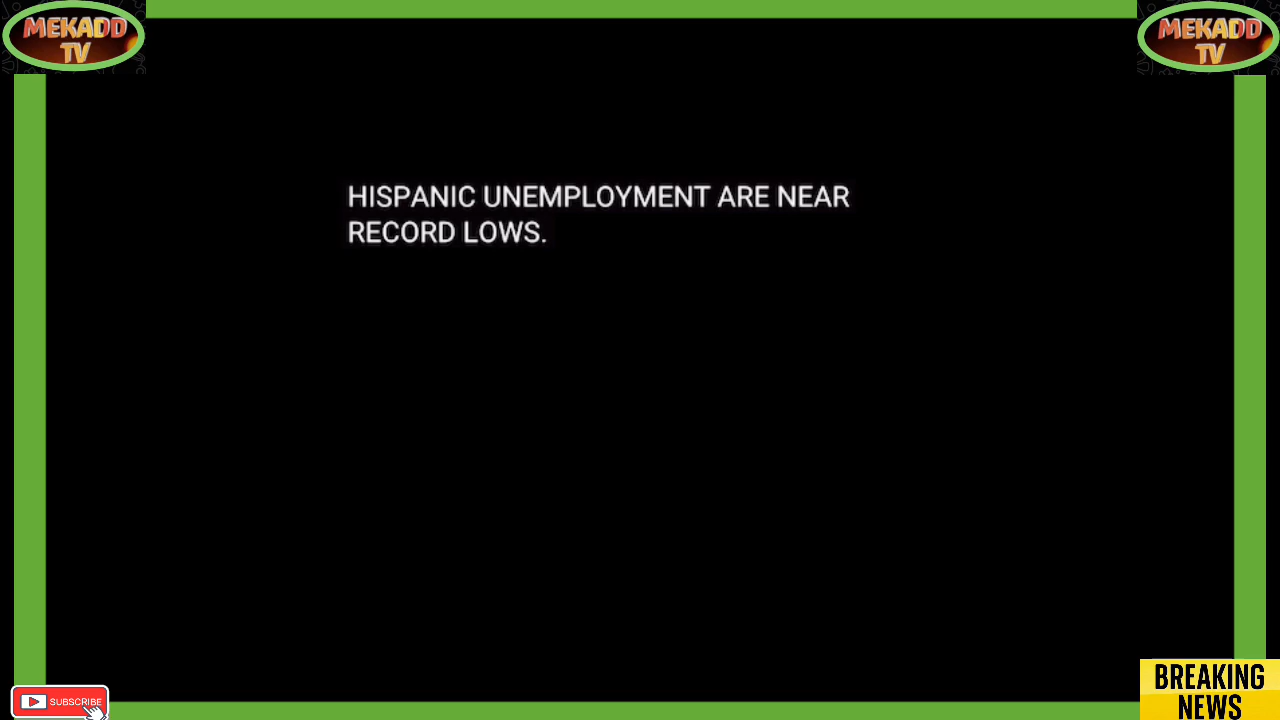 MEKADD
TV
MEKADD
TV
HISPANIC UNEMPLOYMENT ARE NEAR
RECORD LOWS.
SUBSCRIBE
BREAKING
NEWS